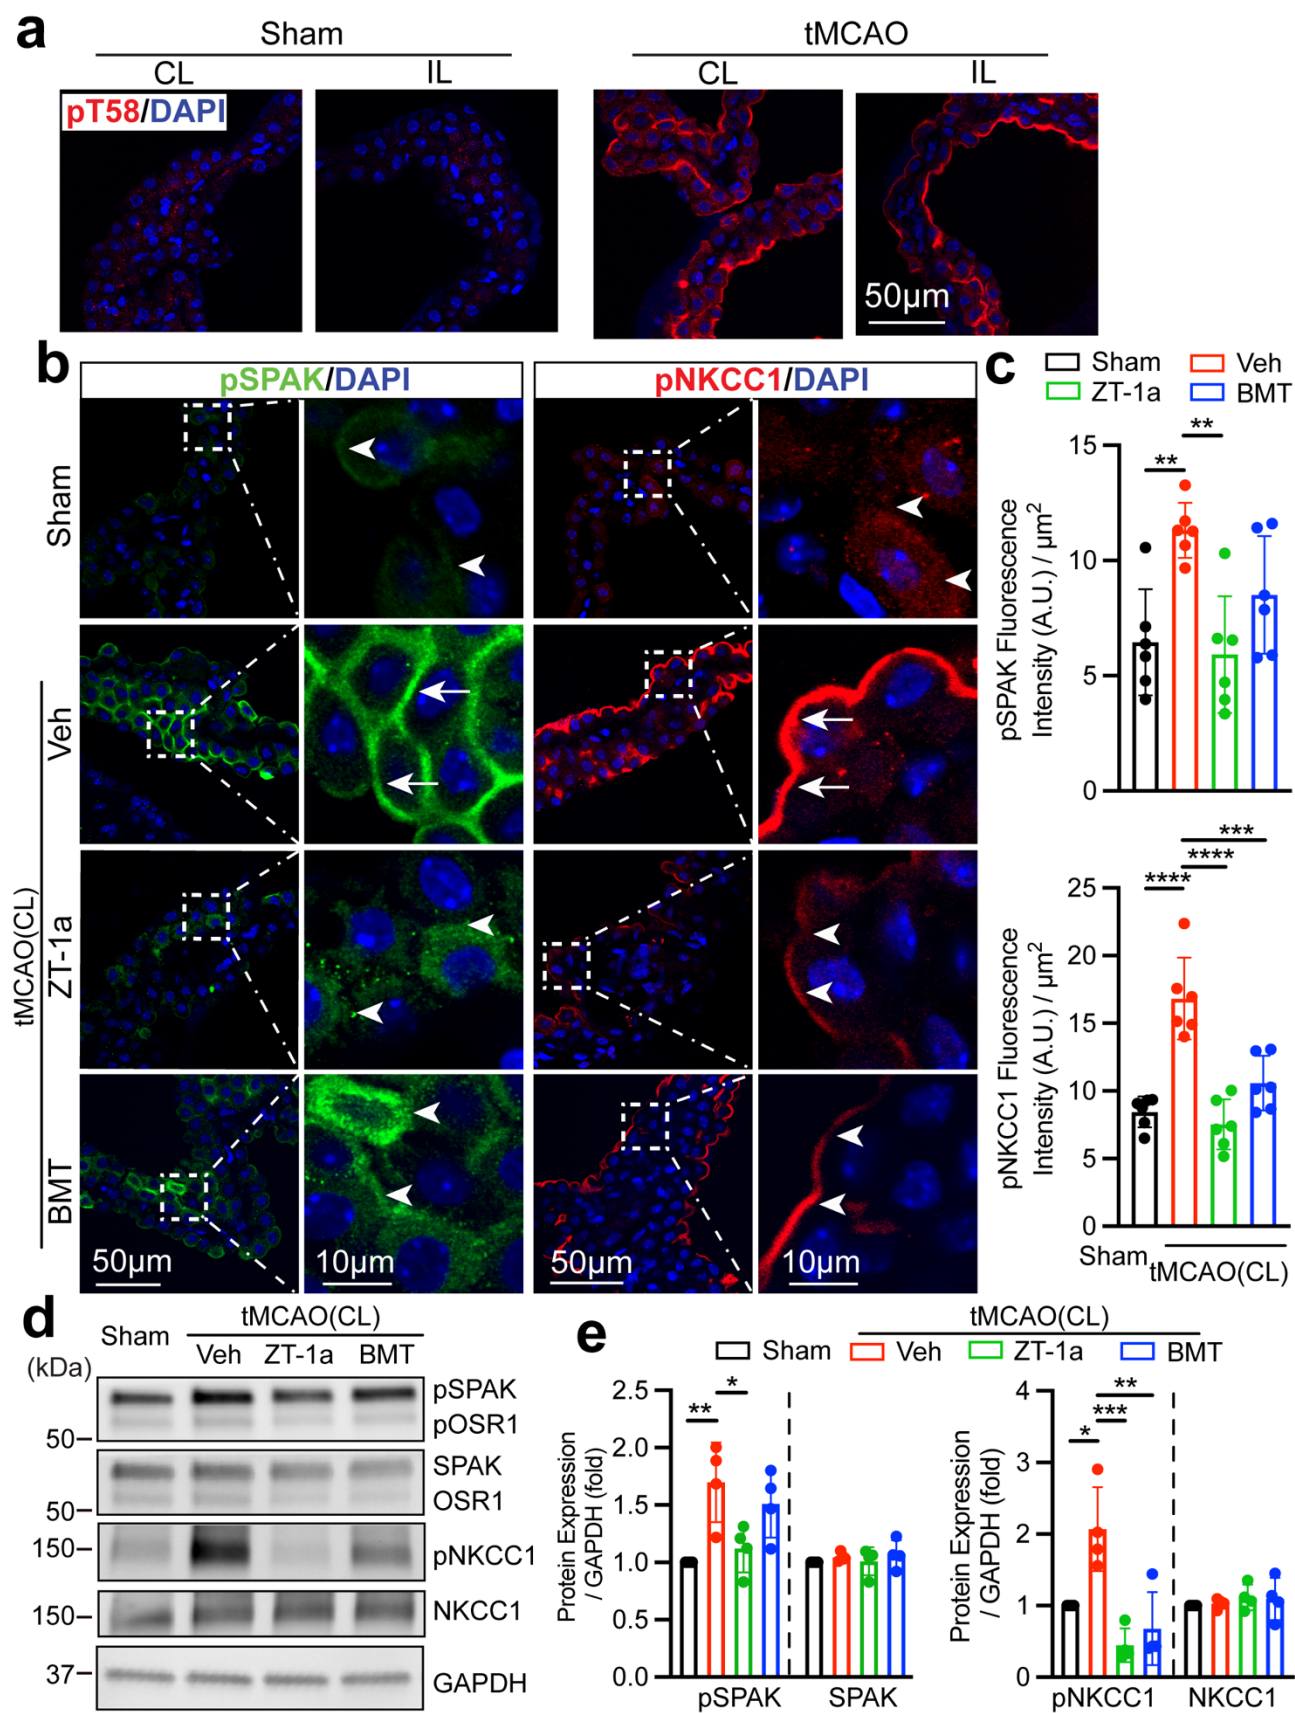 a
Sham
tMCAO
CL
IL
CL
IL
pT58/DAPI
50µm
b
pSPAK/DAPI
pNKCC1/DAPI
Sham
tMCAO(CL)
Veh
ZT-1a
BMT
50µm
10µm
50µm
10µm
c
Sham
Veh
ZT-1a
BMT
pSPAK Fluorescence
Intensity (A.U.) / µm2
15
10
5
0
**
**
pNKCC1 Fluorescence
Intensity (A.U.) / µm2
25
20
15
10
5
0
****
****
***
Sham
tMCAO(CL)
d
tMCAO(CL)
Sham
Veh
ZT-1a
BMT
(kDa)
pSPAK
pOSR1
50
SPAK
OSR1
50
150
pNKCC1
150
NKCC1
37
GAPDH
e
tMCAO(CL)
Sham
Veh
ZT-1a
BMT
Protein Expression
/ GAPDH (fold)
2.5
2.0
1.5
1.0
0.5
0.0
**
*
pSPAK
SPAK
Protein Expression
/ GAPDH (fold)
4
3
2
1
0
*
***
**
pNKCC1
NKCC1